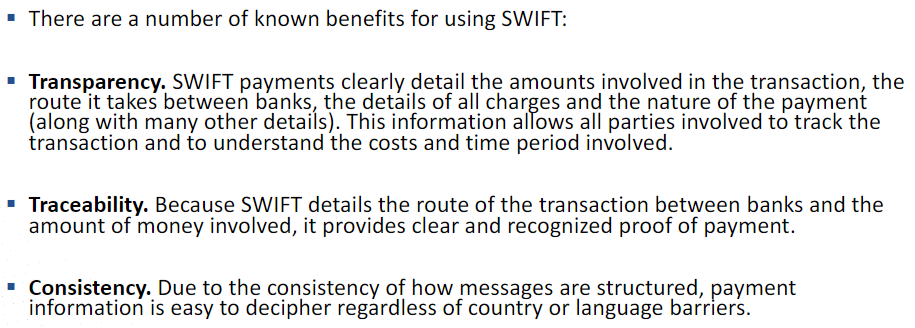 ▪ There are a number of known benefits for using SWIFT:
▪ Transparency. SWIFT payments clearly detail the amounts involved in the transaction, the
route it takes between banks, the details of all charges and the nature of the payment
(along with many other details). This information allows all parties involved to track the
transaction and to understand the costs and time period involved.
▪ Traceability. Because SWIFT details the route of the transaction between banks and the
amount of money involved, it provides clear and recognized proof of payment.
▪ Consistency. Due to the consistency of how messages are structured, payment
information is easy to decipher regardless of country or language barriers.